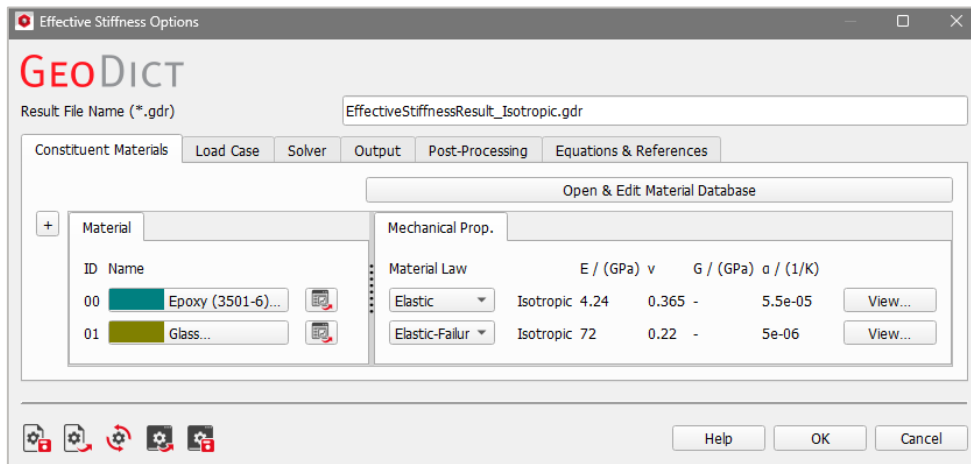 Effective Stiffness Options
GEODICT
Result File Name (*.gdr) EffectiveStiffnessResult_Isotropic.gdr
Constituent Materials Load Case Solver Output Post-Processing Equations & References
Open & Edit Material Database
+ Material Mechanical Prop.
ID Name Material Law E / (GPa) ν G / (GPa) α / (1/K)
00 Epoxy (3501-6)... Elastic Isotropic 4.24 0.365 - 5.5e-05 View...
01 Glass... Elastic-Failur Isotropic 72 0.22 - 5e-06 View...
Help OK Cancel